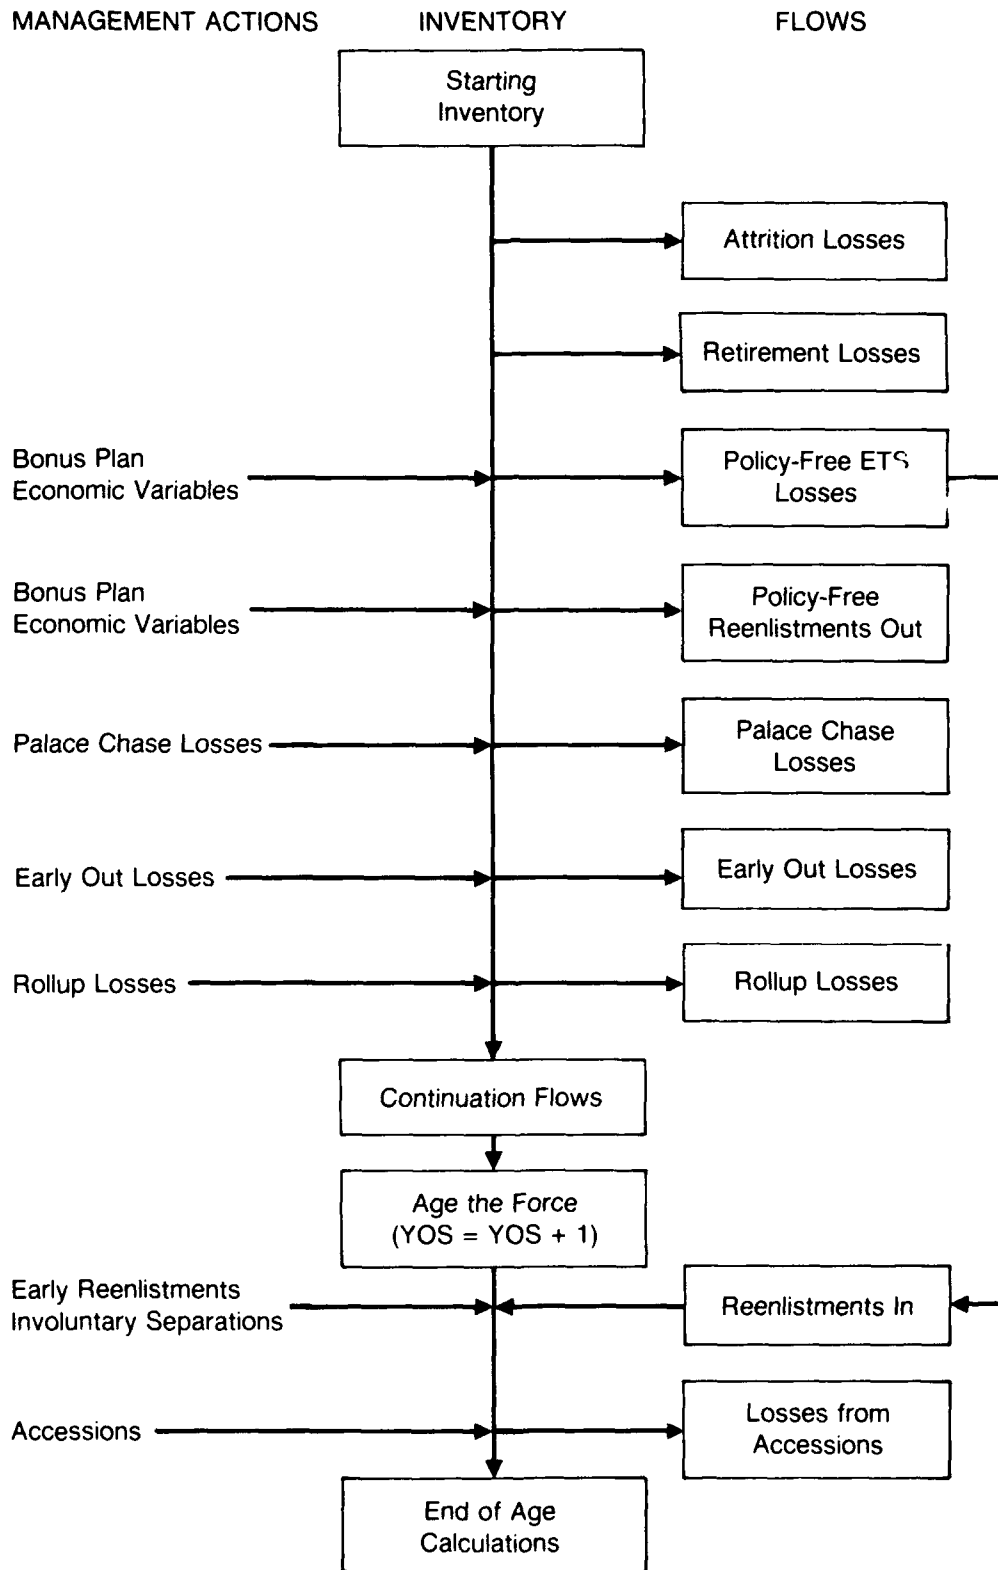 MANAGEMENT ACTIONS
INVENTORY
FLOWS
Starting
Inventory
Attrition Losses
Retirement Losses
Bonus Plan
Economic Variables
Policy-Free ETS
Losses
Bonus Plan
Economic Variables
Policy-Free
Reenlistments Out
Palace Chase Losses
Palace Chase
Losses
Early Out Losses
Early Out Losses
Rollup Losses
Rollup Losses
Continuation Flows
Age the Force
(YOS = YOS + 1)
Early Reenlistments
Involuntary Separations
Reenlistments In
Accessions
Losses from
Accessions
End of Age
Calculations